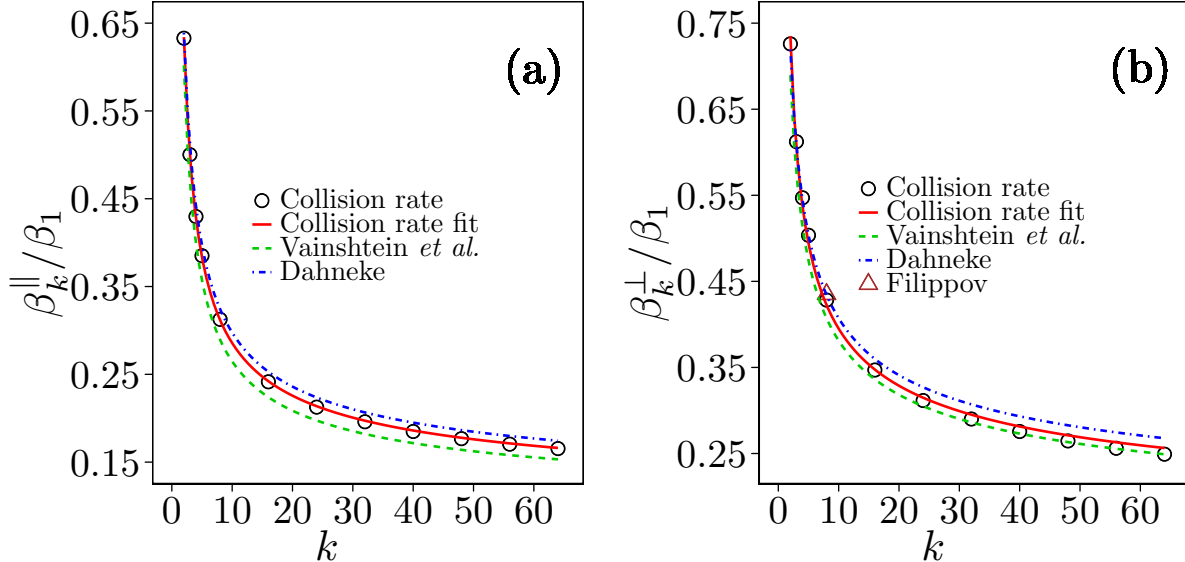 (a)
0.65
0.55
0.45
0.35
0.25
0.15
β_k^∥/β_1
Collision rate
Collision rate fit
Vainshtein et al.
Dahneke
0 10 20 30 40 50 60
k
(b)
0.75
0.65
0.55
0.45
0.35
0.25
β_k^⊥/β_1
Collision rate
Collision rate fit
Vainshtein et al.
Dahneke
Filippov
0 10 20 30 40 50 60
k